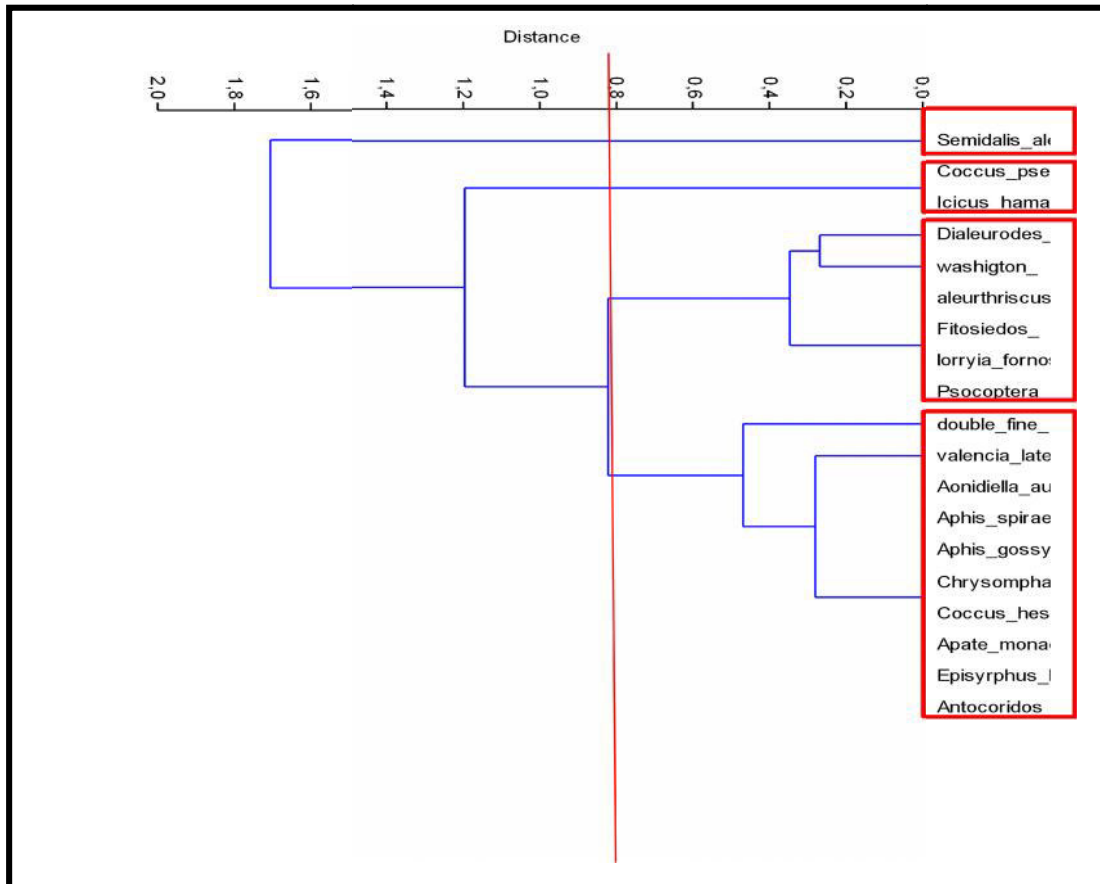 Distance
2,0 1,8 1,6 1,4 1,2 1,0 0,8 0,6 0,4 0,2 0,0
Semidalis_ale
Coccus_pse
Icicus_hama
Dialeurodes_
washigton_
aleurthriscus
Fitosiedos_
lorryia_fornos
Psocoptera
double_fine_
valencia_late
Aonidiella_au
Aphis_spirae
Aphis_gossy
Chrysompha
Coccus_hes
Apate_mona
Episyrphus_
Antocoridos